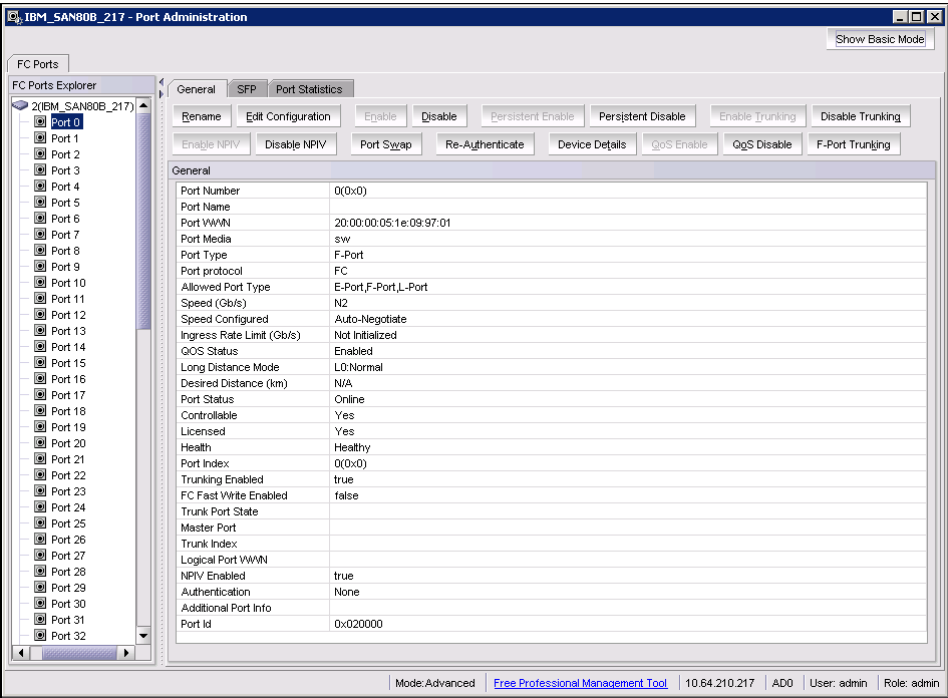 IBM_SAN80B_217 - Port Administration
Show Basic Mode
FC Ports
FC Ports Explorer
2(IBM_SAN80B_217)
Port 0
Port 1
Port 2
Port 3
Port 4
Port 5
Port 6
Port 7
Port 8
Port 9
Port 10
Port 11
Port 12
Port 13
Port 14
Port 15
Port 16
Port 17
Port 18
Port 19
Port 20
Port 21
Port 22
Port 23
Port 24
Port 25
Port 26
Port 27
Port 28
Port 29
Port 30
Port 31
Port 32
General SFP Port Statistics
Rename Edit Configuration Enable Disable Persistent Enable Persistent Disable Enable Trunking Disable Trunking
Enable NPIV Disable NPIV Port Swap Re-Authenticate Device Details QoS Enable QoS Disable F-Port Trunking
General
Port Number 0(0x0)
Port Name
Port WWN 20:00:00:05:1e:09:97:01
Port Media sw
Port Type F-Port
Port protocol FC
Allowed Port Type E-Port,F-Port,L-Port
Speed (Gb/s) N2
Speed Configured Auto-Negotiate
Ingress Rate Limit (Gb/s) Not Initialized
QOS Status Enabled
Long Distance Mode L0:Normal
Desired Distance (km) N/A
Port Status Online
Controllable Yes
Licensed Yes
Health Healthy
Port Index 0(0x0)
Trunking Enabled true
FC Fast Write Enabled false
Trunk Port State
Master Port
Trunk Index
Logical Port WWN
NPIV Enabled true
Authentication None
Additional Port Info
Port Id 0x020000
Mode:Advanced Free Professional Management Tool 10.64.210.217 AD0 User: admin Role: admin